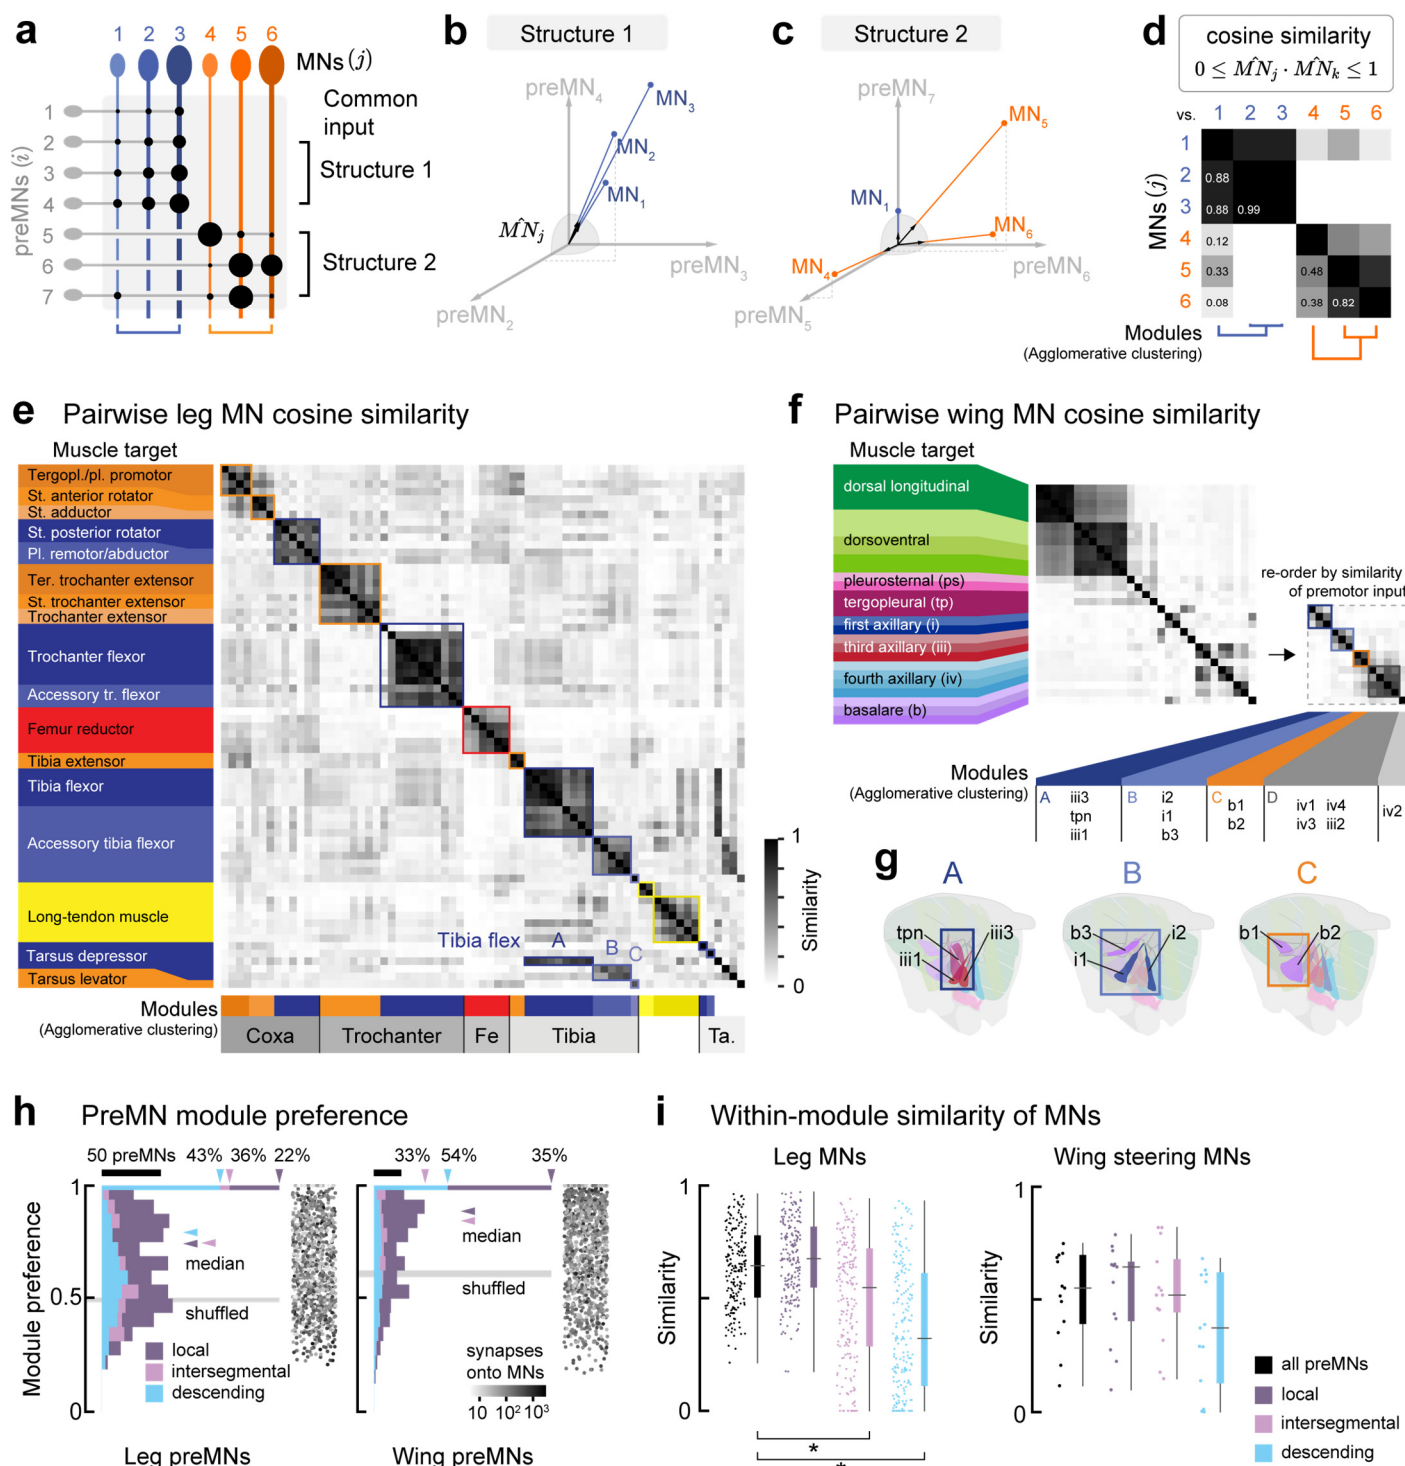 a
1 2 3 4 5 6 MNs(j)
Common input
preMNs (i)
1
2
3
4
5
6
7
Structure 1
Structure 2
b
Structure 1
preMN4
MN3
MN2
MN1
M̂Nj
preMN3
preMN2
c
Structure 2
preMN7
MN5
MN1
MN6
MN4
preMN6
preMN5
d
cosine similarity
0 ≤ M̂Nj · M̂Nk ≤ 1
vs. 1 2 3 4 5 6
MNs(j)
1
2 0.88
3 0.88 0.99
4 0.12
5 0.33 0.48
6 0.08 0.38 0.82
Modules
(Agglomerative clustering)
e Pairwise leg MN cosine similarity
Muscle target
Tergopl./pl. promotor
St. anterior rotator
St. adductor
St. posterior rotator
Pl. remotor/abductor
Ter. trochanter extensor
St. trochanter extensor
Trochanter extensor
Trochanter flexor
Accessory tr. flexor
Femur reductor
Tibia extensor
Tibia flexor
Accessory tibia flexor
Long-tendon muscle
Tarsus depressor
Tarsus levator
Tibia flex A B C
1
Similarity
0
Modules
(Agglomerative clustering)
Coxa Trochanter Fe Tibia Ta.
f Pairwise wing MN cosine similarity
Muscle target
dorsal longitudinal
dorsoventral
pleurosternal (ps)
tergopleural (tp)
first axillary (i)
third axillary (iii)
fourth axillary (iv)
basalare (b)
re-order by similarity
of premotor input
Modules
(Agglomerative clustering)
A iii3 tpn iii1
B i2 i1 b3
C b1 b2
D iv1 iv4 iv3 iii2
iv2
g
A
tpn
iii1
iii3
B
b3
i1
i2
C
b1
b2
h PreMN module preference
50 preMNs 43% 36% 22%
33% 54% 35%
Module preference
1
0.5
0
median
shuffled
local
intersegmental
descending
Leg preMNs
median
shuffled
synapses
onto MNs
10 10² 10³
Wing preMNs
i Within-module similarity of MNs
Leg MNs
Similarity
1
0
*
*
Wing steering MNs
Similarity
1
0
all preMNs
local
intersegmental
descending